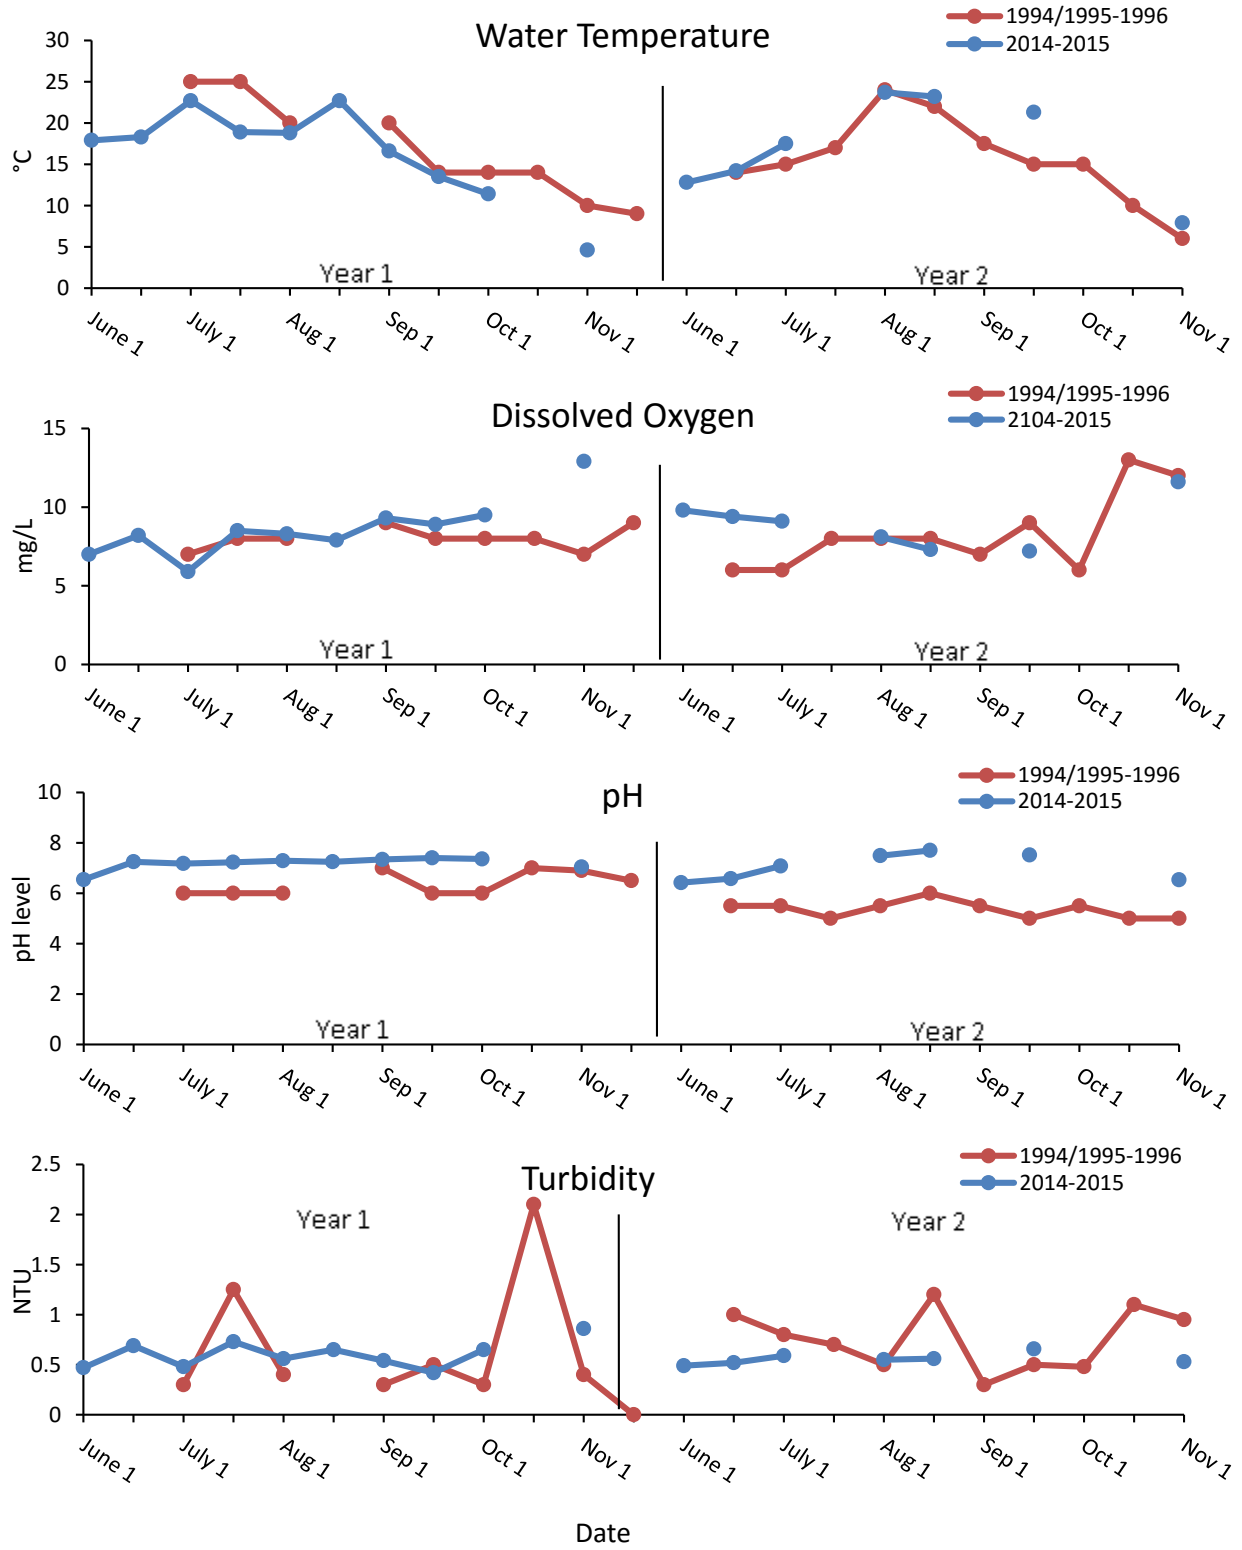 Water Temperature
1994/1995-1996
2014-2015
30
25
20
15
10
5
0
°C
Year 1
Year 2
June 1
July 1
Aug 1
Sep 1
Oct 1
Nov 1
June 1
July 1
Aug 1
Sep 1
Oct 1
Nov 1
Dissolved Oxygen
1994/1995-1996
2104-2015
15
10
5
0
mg/L
Year 1
Year 2
June 1
July 1
Aug 1
Sep 1
Oct 1
Nov 1
June 1
July 1
Aug 1
Sep 1
Oct 1
Nov 1
pH
1994/1995-1996
2014-2015
10
8
6
4
2
0
pH level
Year 1
Year 2
June 1
July 1
Aug 1
Sep 1
Oct 1
Nov 1
June 1
July 1
Aug 1
Sep 1
Oct 1
Nov 1
Turbidity
1994/1995-1996
2014-2015
2.5
2
1.5
1
0.5
0
NTU
Year 1
Year 2
June 1
July 1
Aug 1
Sep 1
Oct 1
Nov 1
June 1
July 1
Aug 1
Sep 1
Oct 1
Nov 1
Date